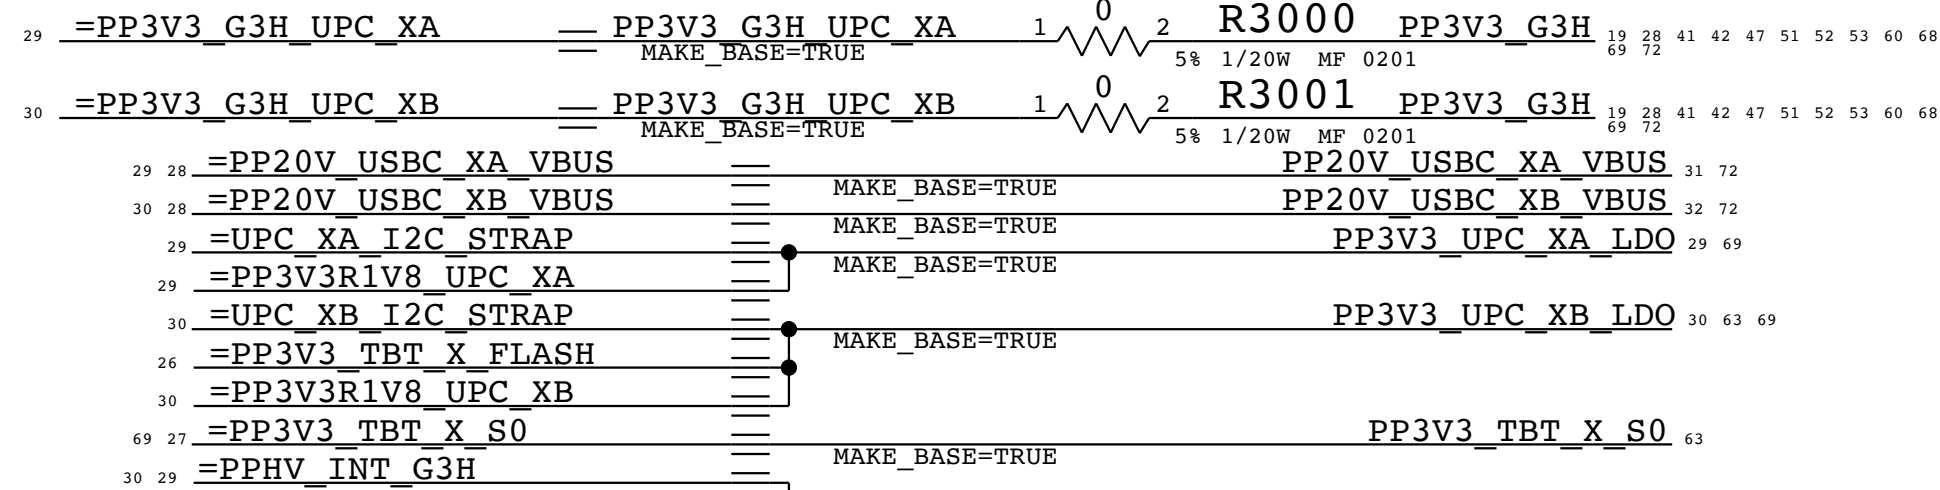 0
29 =PP3V3_G3H_UPC_XA PP3V3_G3H_UPC_XA 1 2 R3000 PP3V3_G3H 19 28 41 42 47 51 52 53 60 68
MAKE_BASE=TRUE 5% 1/20W MF 0201 69 72
0
30 =PP3V3_G3H_UPC_XB PP3V3_G3H_UPC_XB 1 2 R3001 PP3V3_G3H 19 28 41 42 47 51 52 53 60 68
MAKE_BASE=TRUE 5% 1/20W MF 0201 69 72
29 28 =PP20V_USBC_XA_VBUS PP20V_USBC_XA_VBUS 31 72
MAKE_BASE=TRUE
30 28 =PP20V_USBC_XB_VBUS PP20V_USBC_XB_VBUS 32 72
MAKE_BASE=TRUE
29 =UPC_XA_I2C_STRAP PP3V3_UPC_XA_LDO 29 69
MAKE_BASE=TRUE
29 =PP3V3R1V8_UPC_XA
30 =UPC_XB_I2C_STRAP PP3V3_UPC_XB_LDO 30 63 69
MAKE_BASE=TRUE
26 =PP3V3_TBT_X_FLASH
30 =PP3V3R1V8_UPC_XB
69 27 =PP3V3_TBT_X_S0 PP3V3_TBT_X_S0 63
MAKE_BASE=TRUE
30 29 =PPHV_INT_G3H